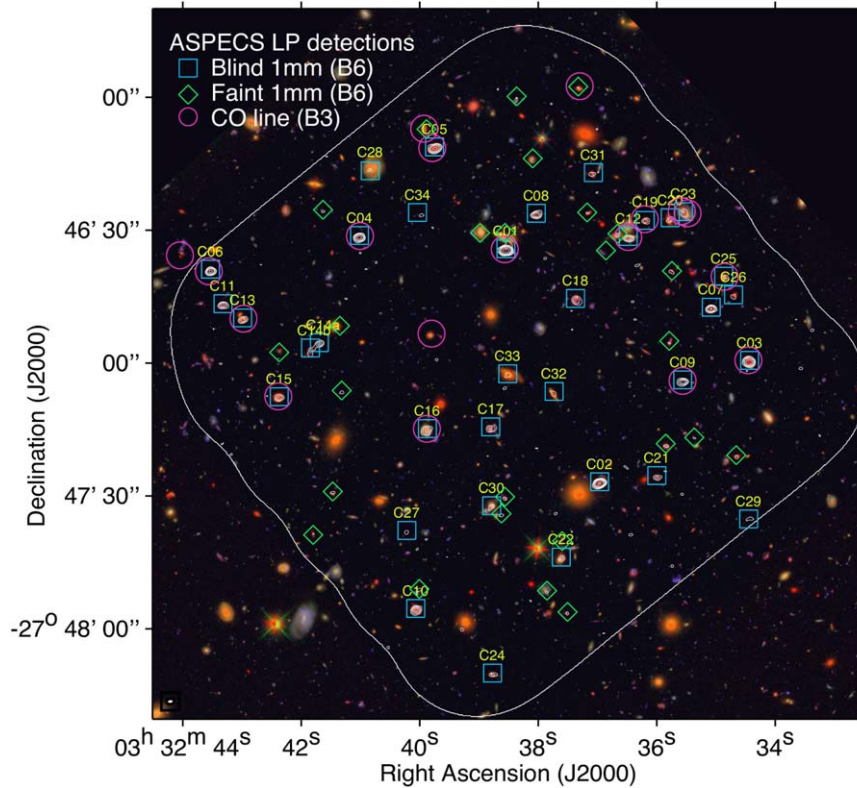 ASPECS LP detections
Blind 1mm (B6)
Faint 1mm (B6)
CO line (B3)
00"
C05
C28
C31
C34
C08
C19 C20 C23
46' 30"
C04
C01
C12
C06
C25
C26
C11
C13
C18
C07
C14a
C14b
00"
C33
C03
C09
C32
C15
C16
C17
C21
C02
47' 30"
C30
C27
C29
C22
C10
-27° 48' 00"
C24
03h 32m 44s 42s 40s 38s 36s 34s
Right Ascension (J2000)
Declination (J2000)